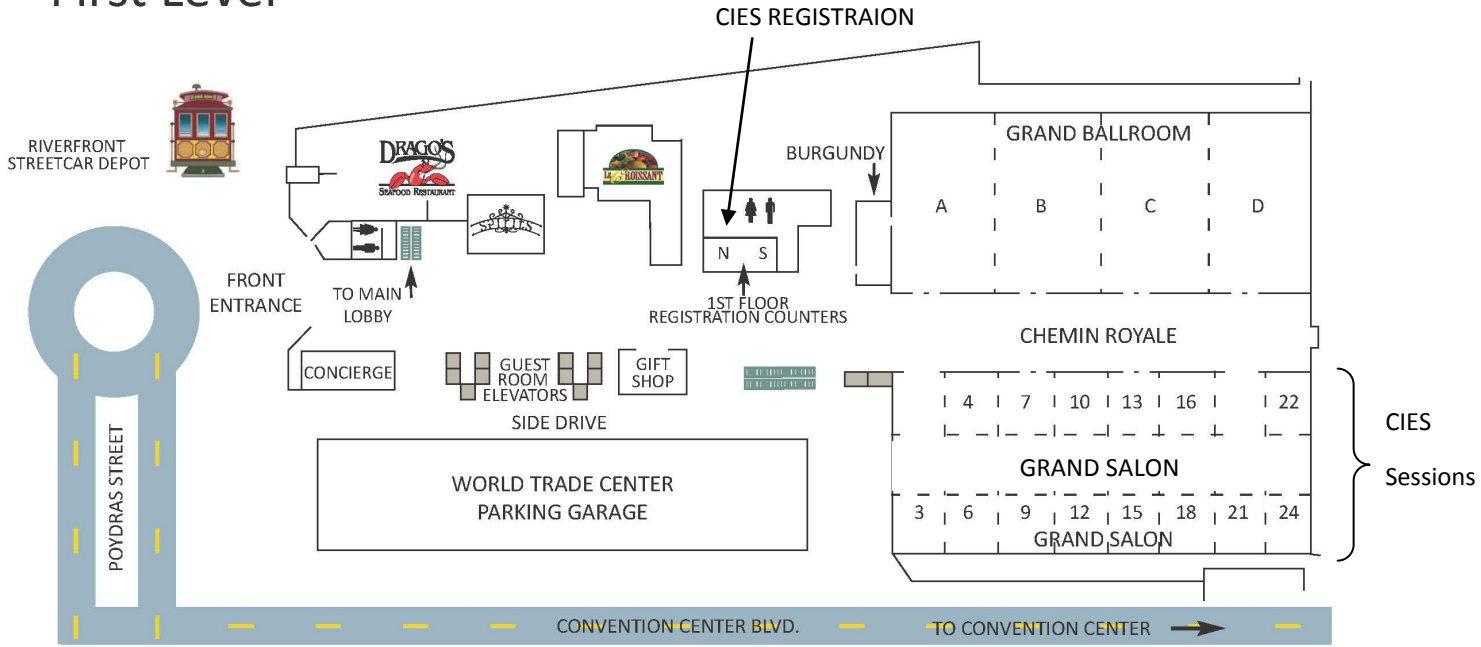 First Level
CIES REGISTRAION
RIVERFRONT
STREETCAR DEPOT
DRAGO'S
SEAFOOD RESTAURANT
SPIRITS
LE CROISSANT
BURGUNDY
GRAND BALLROOM
A B C D
N S
1ST FLOOR
REGISTRATION COUNTERS
FRONT
ENTRANCE
TO MAIN
LOBBY
CHEMIN ROYALE
CONCIERGE
GUEST
ROOM
ELEVATORS
GIFT
SHOP
SIDE DRIVE
4 7 10 13 16 22
CIES
Sessions
GRAND SALON
3 6 9 12 15 18 21 24
GRAND SALON
WORLD TRADE CENTER
PARKING GARAGE
POYDRAS STREET
CONVENTION CENTER BLVD.
TO CONVENTION CENTER